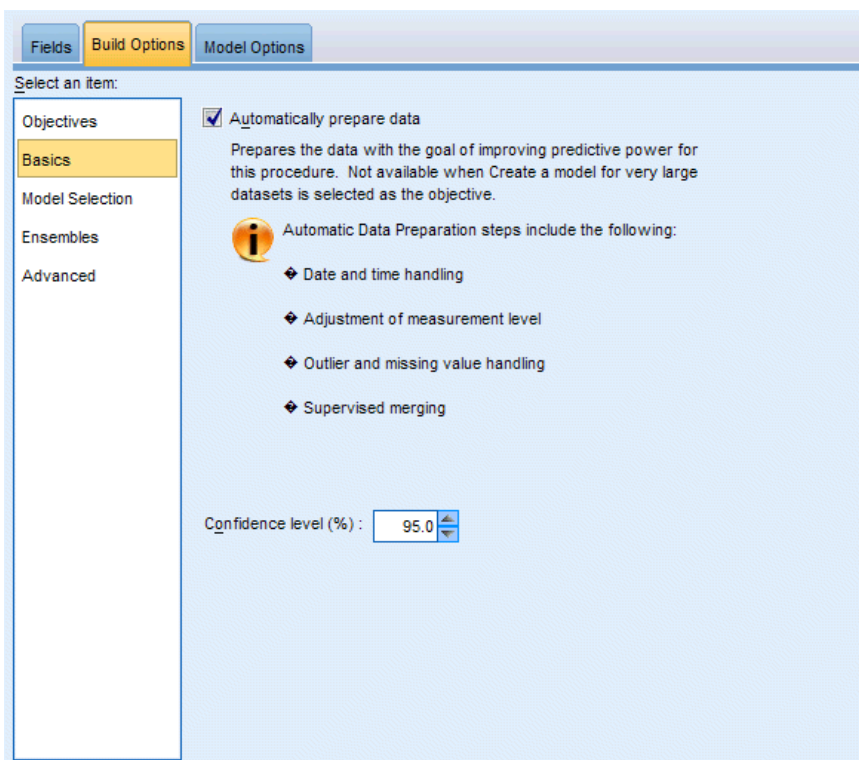 Fields Build Options Model Options
Select an item:
Objectives
Basics
Model Selection
Ensembles
Advanced
Automatically prepare data
Prepares the data with the goal of improving predictive power for
this procedure. Not available when Create a model for very large
datasets is selected as the objective.
Automatic Data Preparation steps include the following:
� Date and time handling
� Adjustment of measurement level
� Outlier and missing value handling
� Supervised merging
Confidence level (%) : 95.0